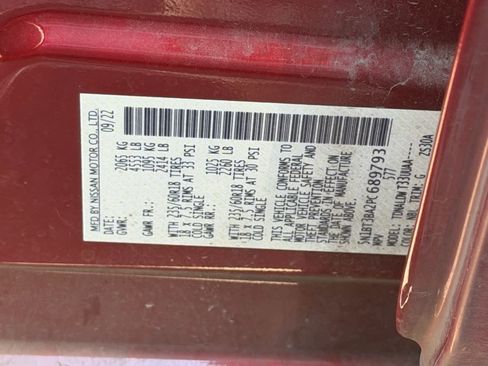 MFD BY NISSAN MOTOR CO., LTD.
09/22
GVWR: 2065 KG
4553 LB
GAWR FR: 1095 KG
2414 LB
WITH 235/60R18 TIRES
18 x 7.5 RIMS AT 33 PSI
COLD SINGLE
GAWR RR: 1025 KG
2260 LB
WITH 235/60R18 TIRES
18 x 7.5 RIMS AT 30 PSI
COLD SINGLE
THIS VEHICLE CONFORMS
TO ALL APPLICABLE FEDERAL
MOTOR VEHICLE SAFETY, BUMPER AND
THEFT PREVENTION
STANDARDS IN EFFECT
ON THE DATE OF MANUFACTURE
SHOWN ABOVE.
MPV 577
MODEL:
COLOR: NBL TRIM: G
ZS30A